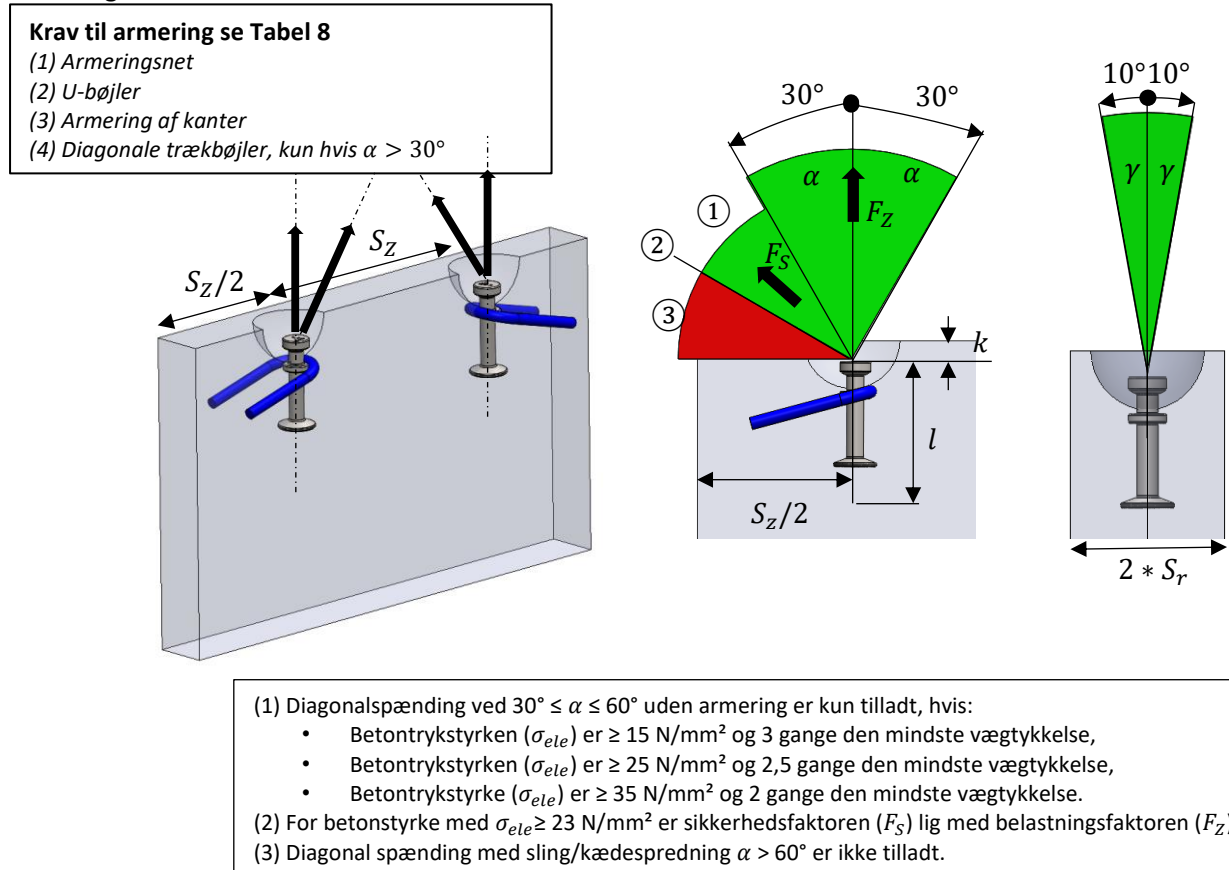 Krav til armering se Tabel 8
(1) Armeringsnet
(2) U-bøjler
(3) Armering af kanter
(4) Diagonale trækbøjler, kun hvis α > 30°
S_Z/2
S_Z
30°
30°
α
α
F_Z
①
②
F_S
③
k
l
S_Z/2
10°10°
γ
γ
2 * S_r
(1) Diagonalspænding ved 30° ≤ α ≤ 60° uden armering er kun tilladt, hvis:
• Betontrykstyrken (σ_ele) er ≥ 15 N/mm² og 3 gange den mindste vægtykkelse,
• Betontrykstyrken (σ_ele) er ≥ 25 N/mm² og 2,5 gange den mindste vægtykkelse,
• Betontrykstyrke (σ_ele) er ≥ 35 N/mm² og 2 gange den mindste vægtykkelse.
(2) For betonstyrke med σ_ele≥ 23 N/mm² er sikkerhedsfaktoren (F_S) lig med belastningsfaktoren (F_Z)
(3) Diagonal spænding med sling/kædespredning α > 60° er ikke tilladt.